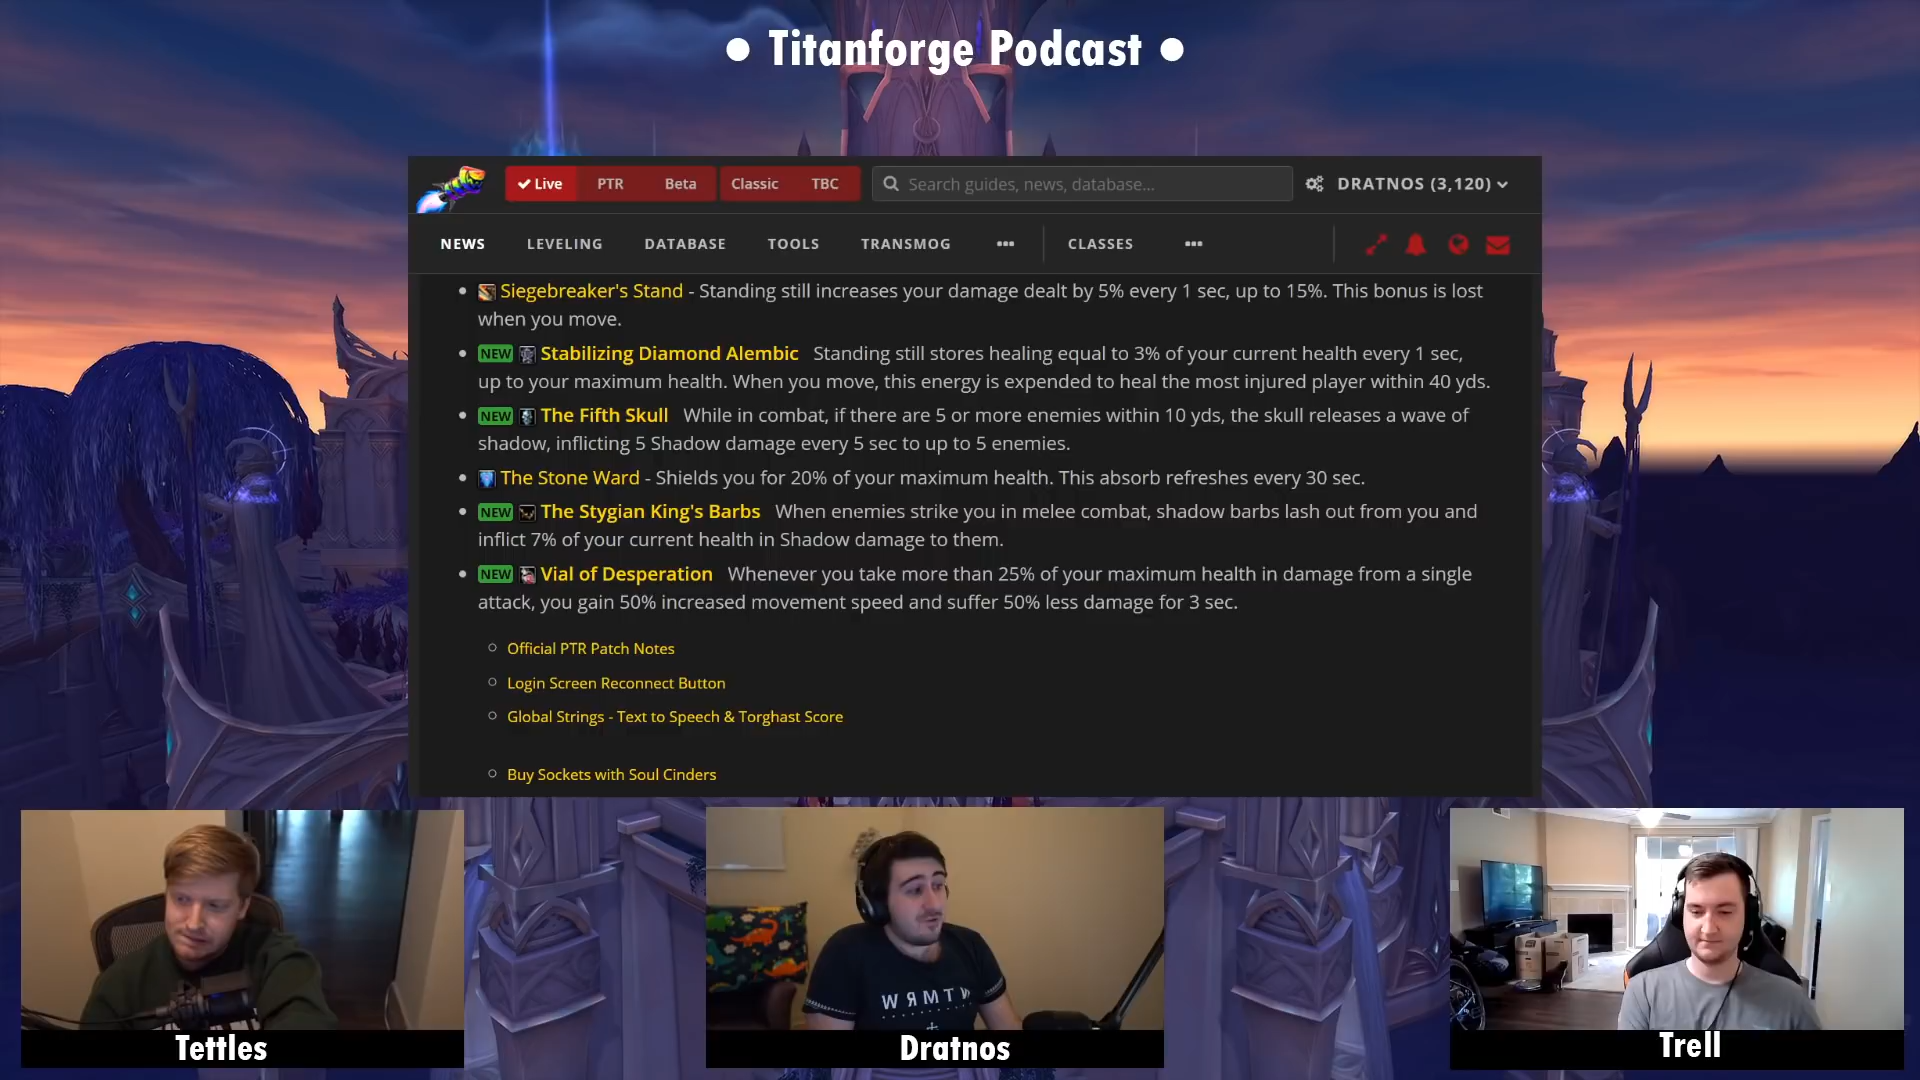 • Titanforge Podcast •
Live PTR Beta Classic TBC Search guides, news, database... DRATNOS (3,120)
NEWS LEVELING DATABASE TOOLS TRANSMOG ••• CLASSES •••
• Siegebreaker's Stand - Standing still increases your damage dealt by 5% every 1 sec, up to 15%. This bonus is lost
when you move.
• NEW Stabilizing Diamond Alembic Standing still stores healing equal to 3% of your current health every 1 sec,
up to your maximum health. When you move, this energy is expended to heal the most injured player within 40 yds.
• NEW The Fifth Skull While in combat, if there are 5 or more enemies within 10 yds, the skull releases a wave of
shadow, inflicting 5 Shadow damage every 5 sec to up to 5 enemies.
• The Stone Ward - Shields you for 20% of your maximum health. This absorb refreshes every 30 sec.
• NEW The Stygian King's Barbs When enemies strike you in melee combat, shadow barbs lash out from you and
inflict 7% of your current health in Shadow damage to them.
• NEW Vial of Desperation Whenever you take more than 25% of your maximum health in damage from a single
attack, you gain 50% increased movement speed and suffer 50% less damage for 3 sec.
○ Official PTR Patch Notes
○ Login Screen Reconnect Button
○ Global Strings - Text to Speech & Torghast Score
○ Buy Sockets with Soul Cinders
Tettles
Dratnos
Trell